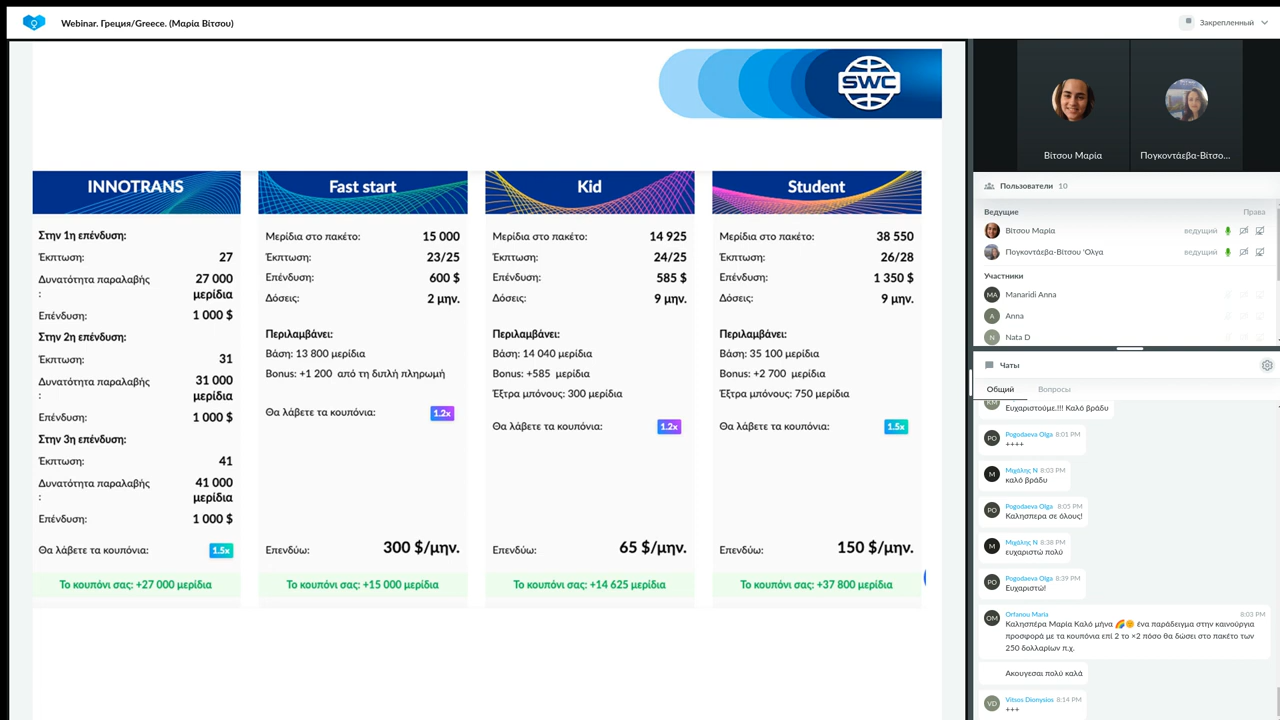 Webinar. Греция/Greece. (Μαρία Βίτσου)
Закрепленный
SWC
INNOTRANS
Στην 1η επένδυση:
Έκπτωση: 27
Δυνατότητα παραλαβής : 27 000 μερίδια
Επένδυση: 1 000 $
Στην 2η επένδυση:
Έκπτωση: 31
Δυνατότητα παραλαβής : 31 000 μερίδια
Επένδυση: 1 000 $
Στην 3η επένδυση:
Έκπτωση: 41
Δυνατότητα παραλαβής : 41 000 μερίδια
Επένδυση: 1 000 $
Θα λάβετε τα κουπόνια: 1.5x
Το κουπόνι σας: +27 000 μερίδια
Fast start
Μερίδια στο πακέτο: 15 000
Έκπτωση: 23/25
Επένδυση: 600 $
Δόσεις: 2 μην.
Περιλαμβάνει:
Βάση: 13 800 μερίδια
Bonus: +1 200 από τη διπλή πληρωμή
Θα λάβετε τα κουπόνια: 1.2x
Επενδύω: 300 $/μην.
Το κουπόνι σας: +15 000 μερίδια
Kid
Μερίδια στο πακέτο: 14 925
Έκπτωση: 24/25
Επένδυση: 585 $
Δόσεις: 9 μην.
Περιλαμβάνει:
Βάση: 14 040 μερίδια
Bonus: +585 μερίδια
Έξτρα μπόνους: 300 μερίδια
Θα λάβετε τα κουπόνια: 1.2x
Επενδύω: 65 $/μην.
Το κουπόνι σας: +14 625 μερίδια
Student
Μερίδια στο πακέτο: 38 550
Έκπτωση: 26/28
Επένδυση: 1 350 $
Δόσεις: 9 μην.
Περιλαμβάνει:
Βάση: 35 100 μερίδια
Bonus: +2 700 μερίδια
Έξτρα μπόνους: 750 μερίδια
Θα λάβετε τα κουπόνια: 1.5x
Επενδύω: 150 $/μην.
Το κουπόνι σας: +37 800 μερίδια
Βίτσου Μαρία
Πογκοντάεβα-Βίτσο...
Пользователи 10
Ведущие Права
Βίτσου Μαρία ведущий
Πογκοντάεβα-Βίτσου Όλγα ведущий
Участники
MA Manaridi Anna
A Anna
N Nata D
Чаты
Общий Вопросы
Ευχαριστούμε.!!! Καλό βράδυ
PO Pogodaeva Olga 8:01 PM
++++
M Μιχάλης Ν 8:03 PM
καλό βράδυ
PO Pogodaeva Olga 8:05 PM
Καλησπερα σε όλους!
M Μιχάλης Ν 8:38 PM
ευχαριστώ πολύ
PO Pogodaeva Olga 8:39 PM
Ευχαριστώ!
OM Orfanou Maria 8:03 PM
Καλησπέρα Μαρία Καλό μήνα 🌈🌞 ένα παράδειγμα στην καινούργια
προσφορά με τα κουπόνια επί 2 το ×2 πόσο θα δώσει στο πακέτο των
250 δολλαρίων π.χ.
Ακουγεσαι πολύ καλά
VD Vitsos Dionysios 8:14 PM
+++